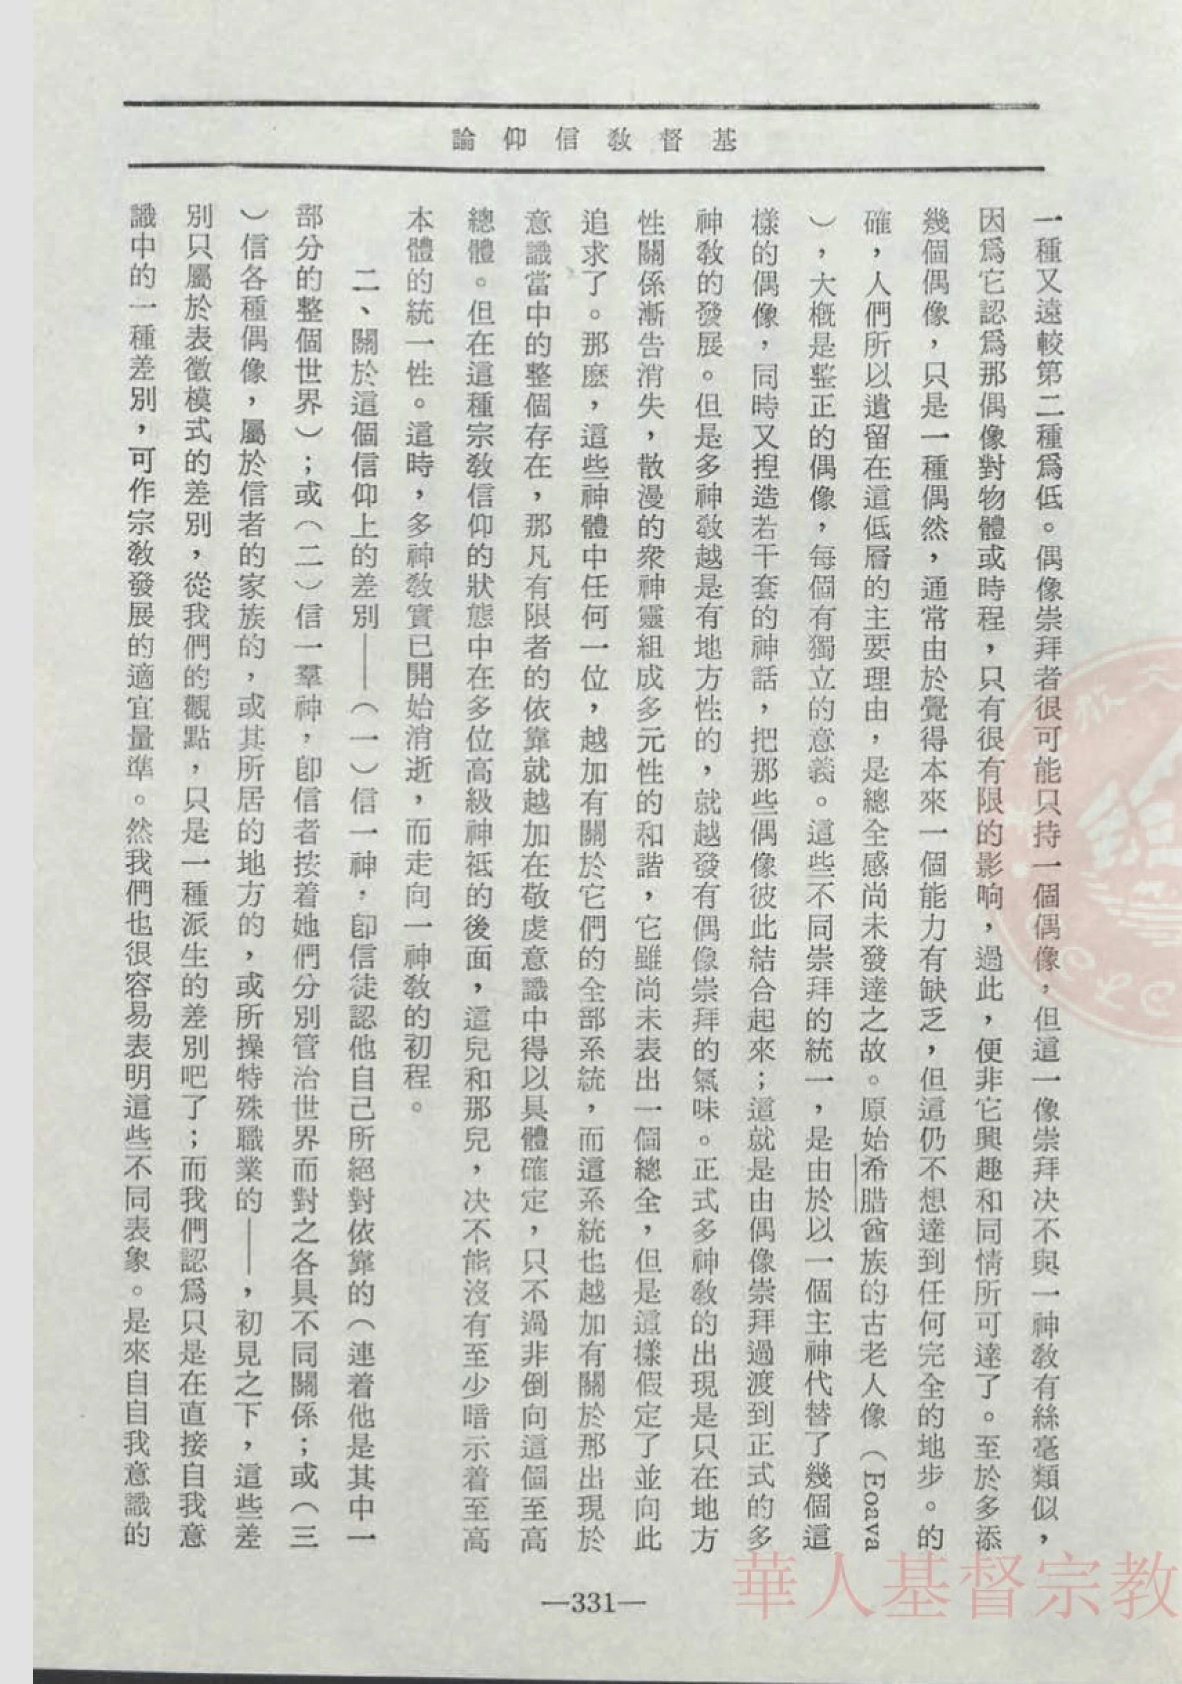 基督教信仰論
一種又遠較第二種爲低。偶像崇拜者很可能只持一個偶像，但這一像崇拜决不與一神教有絲毫類似，
因爲它認爲那偶像對物體或時程，只有很有限的影响，過此，便非它興趣和同情所可達了。至於多添
幾個偶像，只是一種偶然，通常由於覺得本來一個能力有缺乏，但這仍不想達到任何完全的地步。的
確，人們所以遺留在這低層的主要理由，是總全感尚未發達之故。原始希腊酋族的古老人像（Eoava
），大概是整正的偶像，每個有獨立的意義。這些不同崇拜的統一，是由於以一個主神代替了幾個這
樣的偶像，同時又揑造若干套的神話，把那些偶像彼此結合起來；這就是由偶像崇拜過渡到正式的多
神教的發展。但是多神教越是有地方性的，就越發有偶像崇拜的氣味。正式多神教的出現是只在地方
性關係漸告消失，散漫的衆神靈組成多元性的和諧，它雖尚未表出一個總全，但是這樣假定了並向此
追求了。那麽，這些神體中任何一位，越加有關於它們的全部系統，而這系統也越加有關於那出現於
意識當中的整個存在，那凡有限者的依靠就越加在敬虔意識中得以具體確定，只不過非倒向這個至高
總體。但在這種宗教信仰的狀態中在多位高級神祇的後面，這兒和那兒，决不能沒有至少暗示着至高
本體的統一性。這時，多神教實已開始消逝，而走向一神教的初程。
二、關於這個信仰上的差別——（一）信一神，卽信徒認他自己所絕對依靠的（連着他是其中一
部分的整個世界）；或（二）信一羣神，卽信者按着她們分別管治世界而對之各具不同關係；或（三
）信各種偶像，屬於信者的家族的，或其所居的地方的，或所操特殊職業的——，初見之下，這些差
別只屬於表徵模式的差別，從我們的觀點，只是一種派生的差別吧了；而我們認爲只是在直接自我意
識中的一種差別，可作宗教發展的適宜量準。然我們也很容易表明這些不同表象。是來自自我意識的
—331—
華人基督宗教